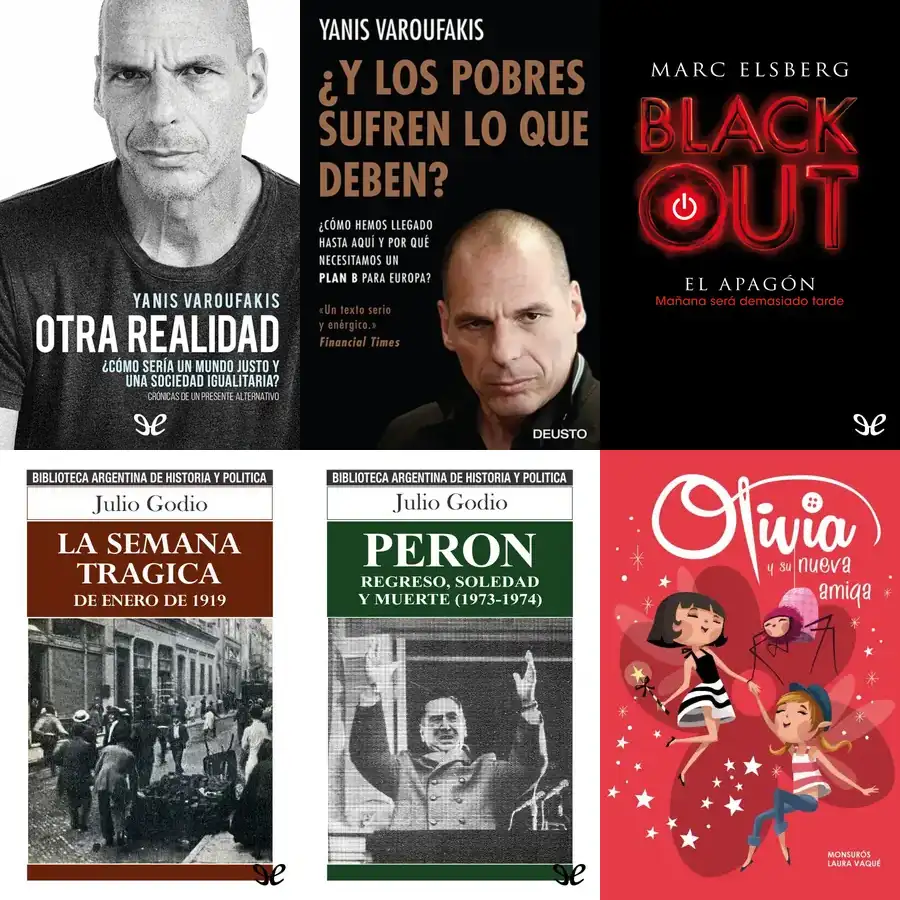 YANIS VAROUFAKIS
OTRA REALIDAD
¿CÓMO SERÍA UN MUNDO JUSTO Y
UNA SOCIEDAD IGUALITARIA?
CRÓNICAS DE UN PRESENTE ALTERNATIVO
YANIS VAROUFAKIS
¿Y LOS POBRES
SUFREN LO QUE
DEBEN?
¿CÓMO HEMOS LLEGADO
HASTA AQUÍ Y POR QUÉ
NECESITAMOS UN
PLAN B PARA EUROPA?
«Un texto serio
y enérgico.»
Financial Times
DEUSTO
MARC ELSBERG
BLACK
OUT
EL APAGÓN
Mañana será demasiado tarde
BIBLIOTECA ARGENTINA DE HISTORIA Y POLITICA
Julio Godio
LA SEMANA
TRAGICA
DE ENERO DE 1919
BIBLIOTECA ARGENTINA DE HISTORIA Y POLITICA
Julio Godio
PERON
REGRESO, SOLEDAD
Y MUERTE (1973-1974)
Olivia
y su nueva
amiga
MONSURÓS
LAURA VAQUÉ